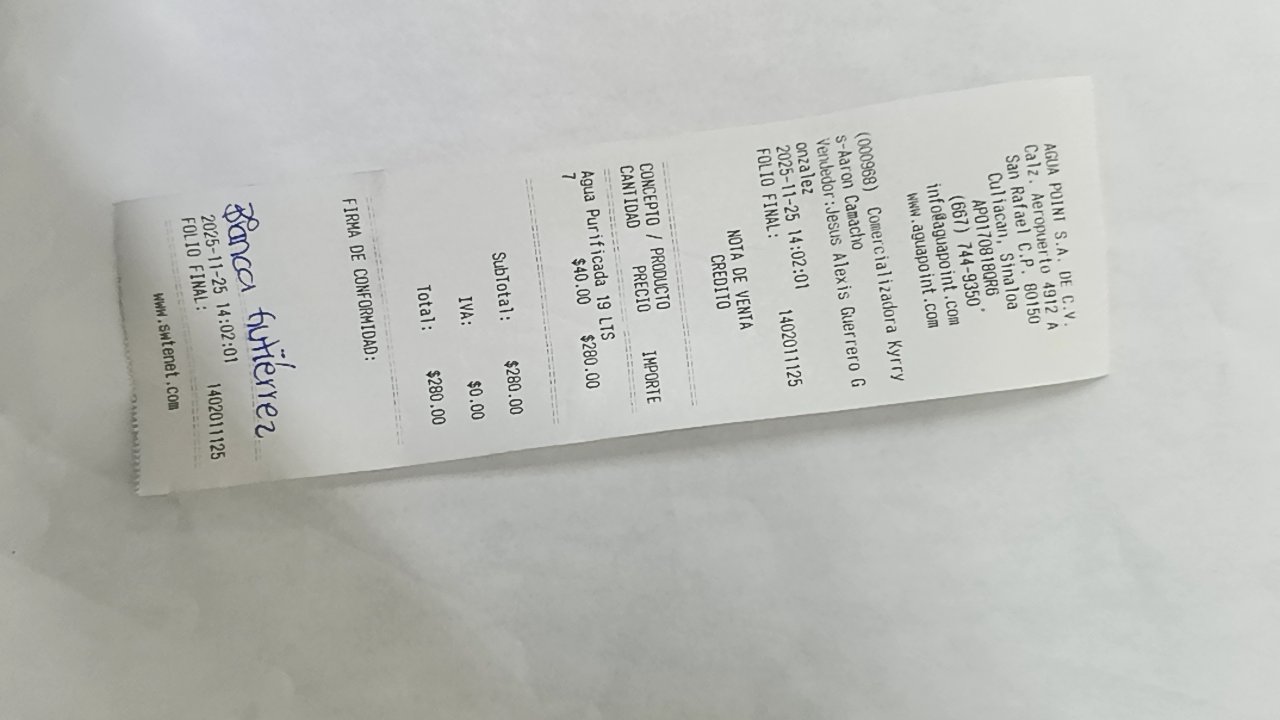 AGUA POINT S.A. DE C.V.
Calz. Aeropuerto 4912 A
San Rafael C.P. 80150
Culiacan, Sinaloa
APO170818QR6
(667) 744-9350,
info@aguapoint.com
www.aguapoint.com
(000968) Comercializadora Kyrry
s-Aaron Camacho
Vendedor:Jesus Alexis Guerrero G
onzalez
2025-11-25 14:02:01 1402011125
FOLIO FINAL:
NOTA DE VENTA
CREDITO
CONCEPTO / PRODUCTO
CANTIDAD PRECIO IMPORTE
Agua Purificada 19 LTS
7 $40.00 $280.00
SubTotal: $280.00
IVA: $0.00
Total: $280.00
FIRMA DE CONFORMIDAD:
Blanca Gutiérrez
2025-11-25 14:02:01 1402011125
FOLIO FINAL:
www.swtenet.com